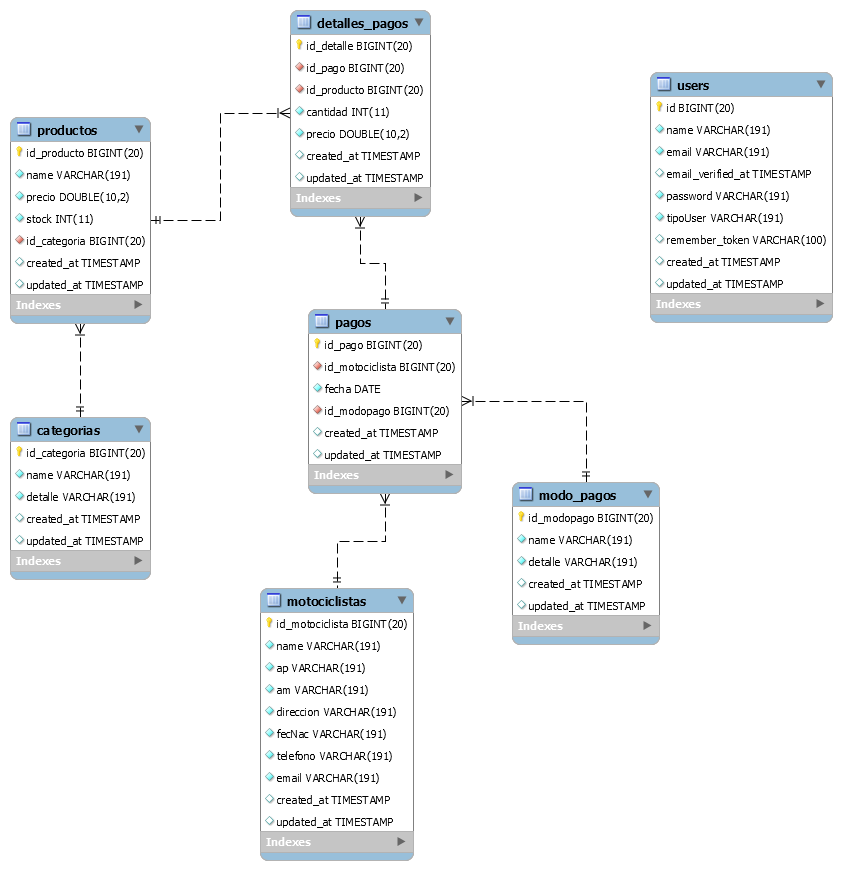 detalles_pagos
id_detalle BIGINT(20)
id_pago BIGINT(20)
id_producto BIGINT(20)
cantidad INT(11)
precio DOUBLE(10,2)
created_at TIMESTAMP
updated_at TIMESTAMP
Indexes
users
id BIGINT(20)
name VARCHAR(191)
email VARCHAR(191)
email_verified_at TIMESTAMP
password VARCHAR(191)
tipoUser VARCHAR(191)
remember_token VARCHAR(100)
created_at TIMESTAMP
updated_at TIMESTAMP
Indexes
productos
id_producto BIGINT(20)
name VARCHAR(191)
precio DOUBLE(10,2)
stock INT(11)
id_categoria BIGINT(20)
created_at TIMESTAMP
updated_at TIMESTAMP
Indexes
pagos
id_pago BIGINT(20)
id_motociclista BIGINT(20)
fecha DATE
id_modopago BIGINT(20)
created_at TIMESTAMP
updated_at TIMESTAMP
Indexes
categorias
id_categoria BIGINT(20)
name VARCHAR(191)
detalle VARCHAR(191)
created_at TIMESTAMP
updated_at TIMESTAMP
Indexes
modo_pagos
id_modopago BIGINT(20)
name VARCHAR(191)
detalle VARCHAR(191)
created_at TIMESTAMP
updated_at TIMESTAMP
Indexes
motociclistas
id_motociclista BIGINT(20)
name VARCHAR(191)
ap VARCHAR(191)
am VARCHAR(191)
direccion VARCHAR(191)
fecNac VARCHAR(191)
telefono VARCHAR(191)
email VARCHAR(191)
created_at TIMESTAMP
updated_at TIMESTAMP
Indexes